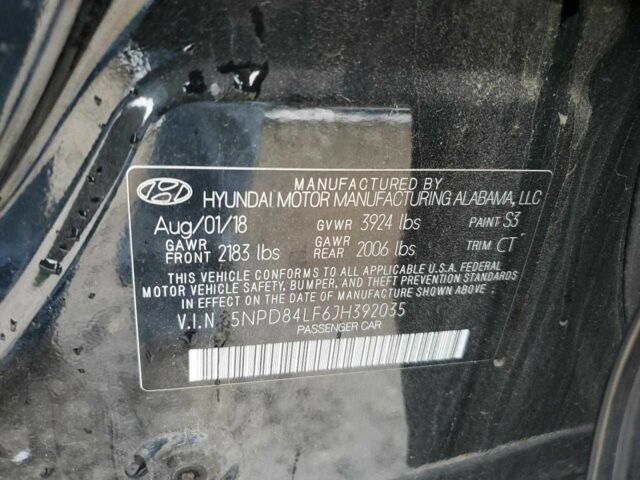 MANUFACTURED BY
HYUNDAI MOTOR MANUFACTURING ALABAMA, LLC
Aug/01/18 GVWR 3924 lbs PAINT S3
GAWR FRONT 2183 lbs GAWR REAR 2006 lbs TRIM CT
THIS VEHICLE CONFORMS TO ALL APPLICABLE U.S.A. FEDERAL
MOTOR VEHICLE SAFETY, BUMPER, AND THEFT PREVENTION STANDARDS
IN EFFECT ON THE DATE OF MANUFACTURE SHOWN ABOVE.
V.I.N 5NPD84LF6JH392035
PASSENGER CAR